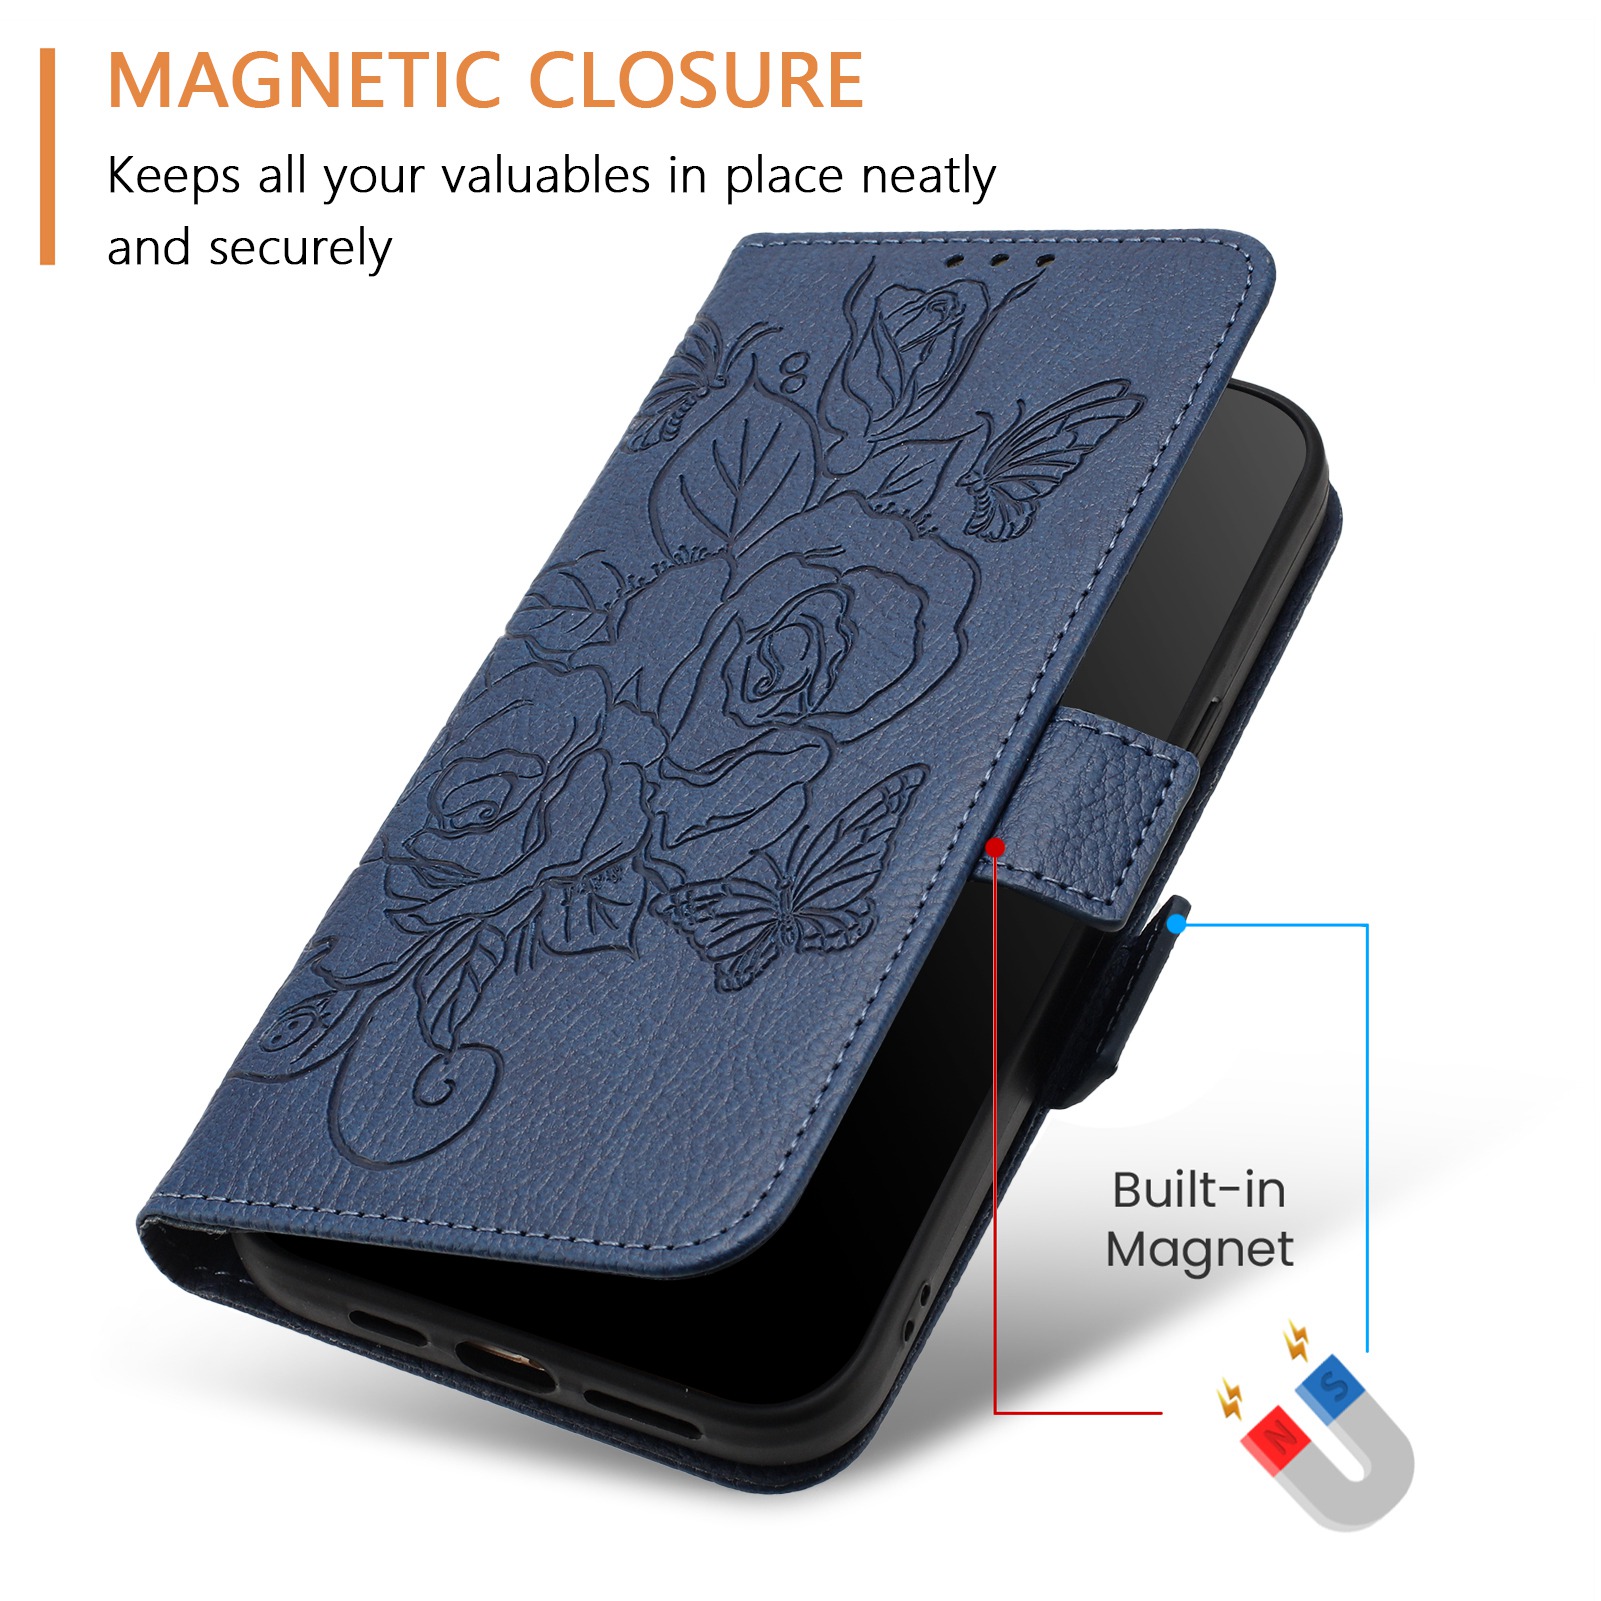 MAGNETIC CLOSURE
Keeps all your valuables in place neatly
and securely
Built-in
Magnet
S
N